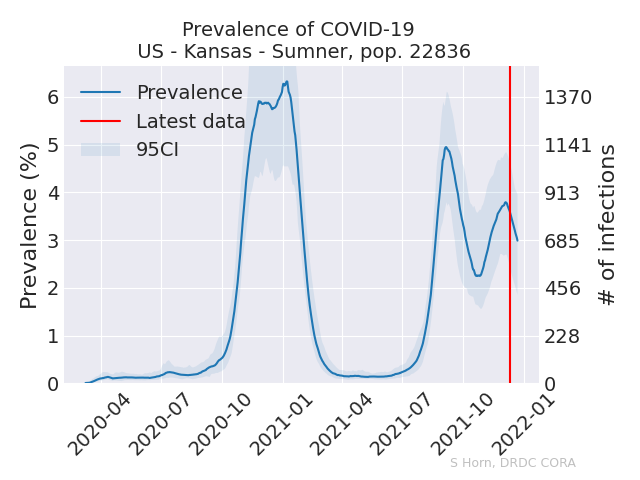 Prevalence of COVID-19
US - Kansas - Sumner, pop. 22836
Prevalence
Latest data
95CI
Prevalence (%)
6
5
4
3
2
1
0
1370
1141
913
685
456
228
0
# of infections
2020-04
2020-07
2020-10
2021-01
2021-04
2021-07
2021-10
2022-01
S Horn, DRDC CORA